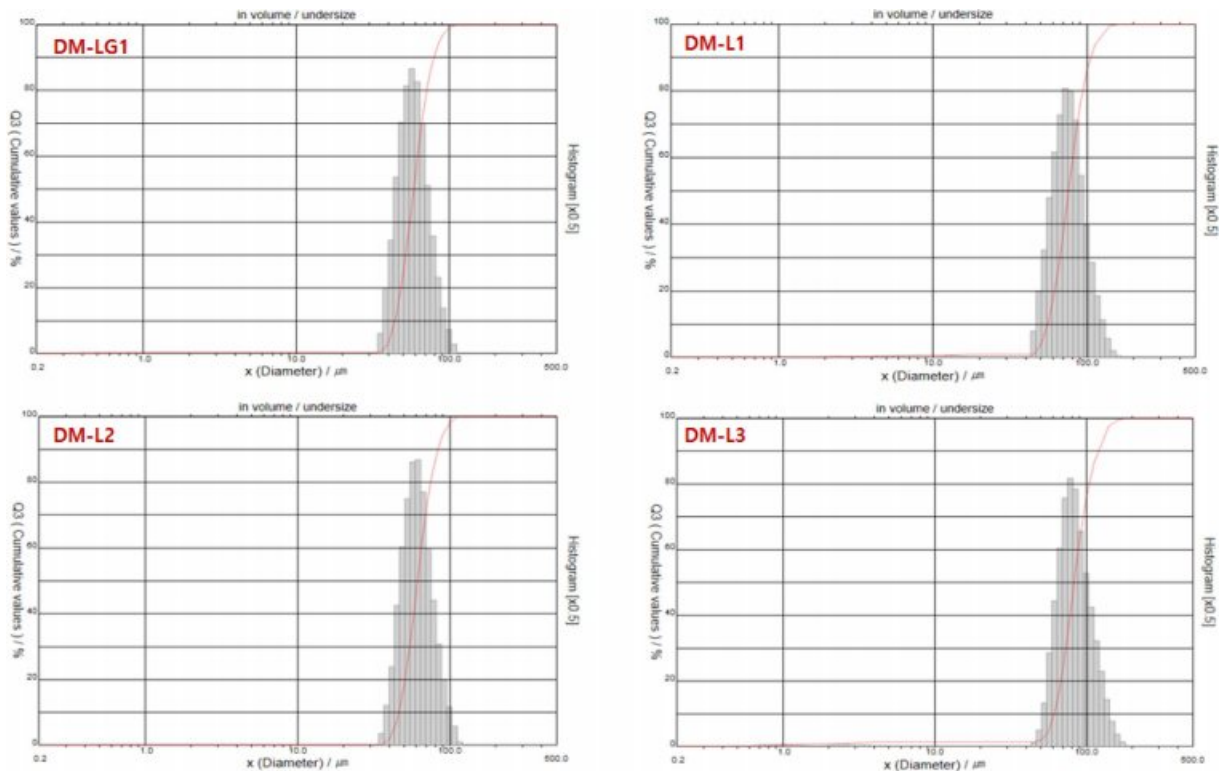 in volume / undersize
DM-LG1
100
80
60
40
20
0
Q3 ( Cumulative values ) / %
Histogram [x0.5]
0.2
1.0
10.0
100.0
500.0
x (Diameter) / μm
in volume / undersize
DM-L1
100
80
60
40
20
0
Q3 ( Cumulative values ) / %
Histogram [x0.5]
0.2
1.0
10.0
100.0
500.0
x (Diameter) / μm
in volume / undersize
DM-L2
100
80
60
40
20
0
Q3 ( Cumulative values ) / %
Histogram [x0.5]
0.2
1.0
10.0
100.0
500.0
x (Diameter) / μm
in volume / undersize
DM-L3
100
80
60
40
20
0
Q3 ( Cumulative values ) / %
Histogram [x0.5]
0.2
1.0
10.0
100.0
500.0
x (Diameter) / μm